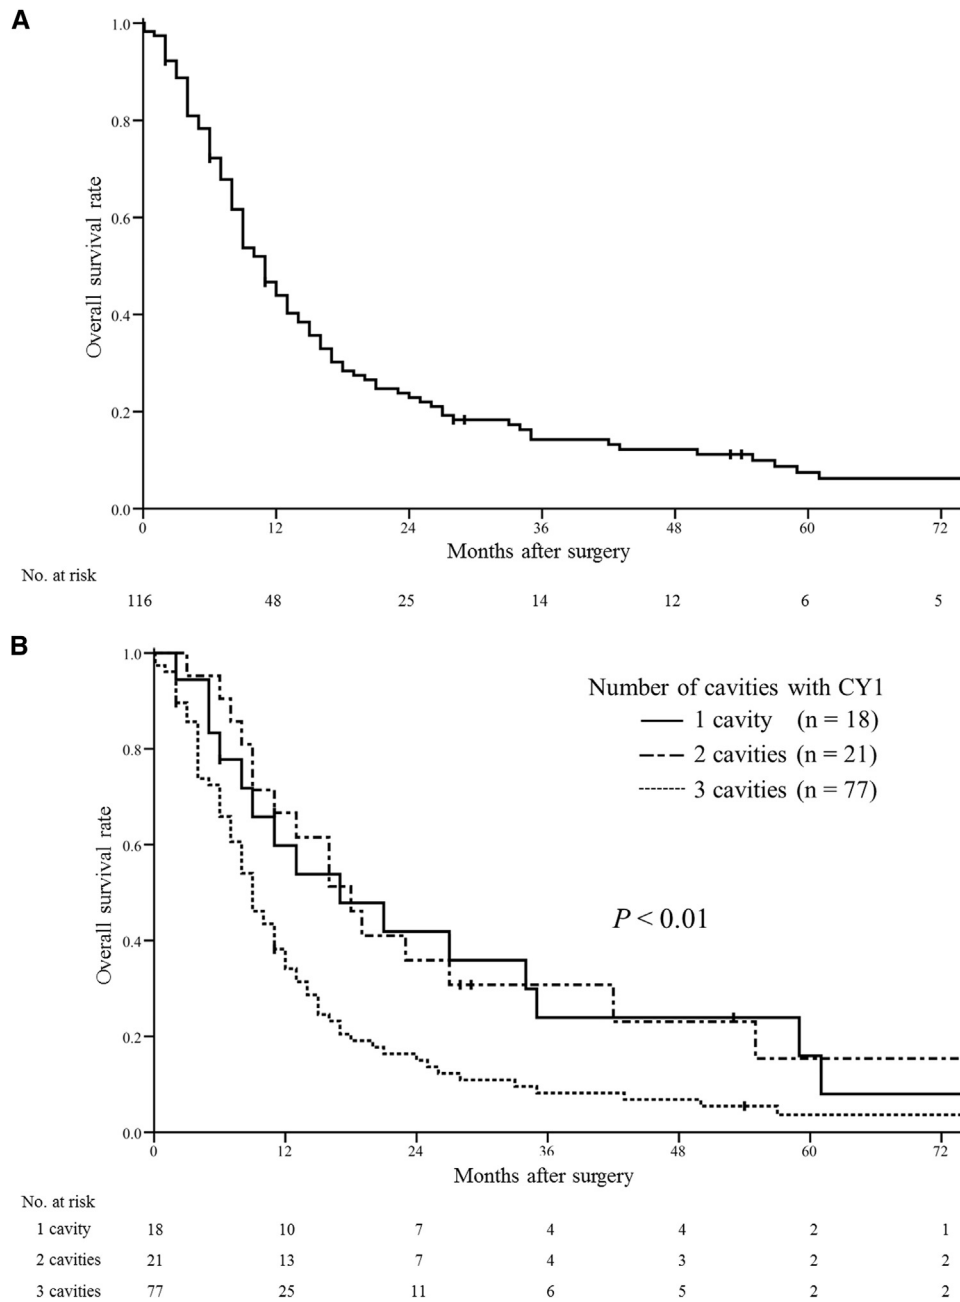 A
1.0
0.8
0.6
0.4
0.2
0.0
Overall survival rate
0 12 24 36 48 60 72
Months after surgery
No. at risk
116 48 25 14 12 6 5
B
1.0
0.8
0.6
0.4
0.2
0.0
Overall survival rate
Number of cavities with CY1
1 cavity (n = 18)
2 cavities (n = 21)
3 cavities (n = 77)
P < 0.01
0 12 24 36 48 60 72
Months after surgery
No. at risk
1 cavity 18 10 7 4 4 2 1
2 cavities 21 13 7 4 3 2 2
3 cavities 77 25 11 6 5 2 2